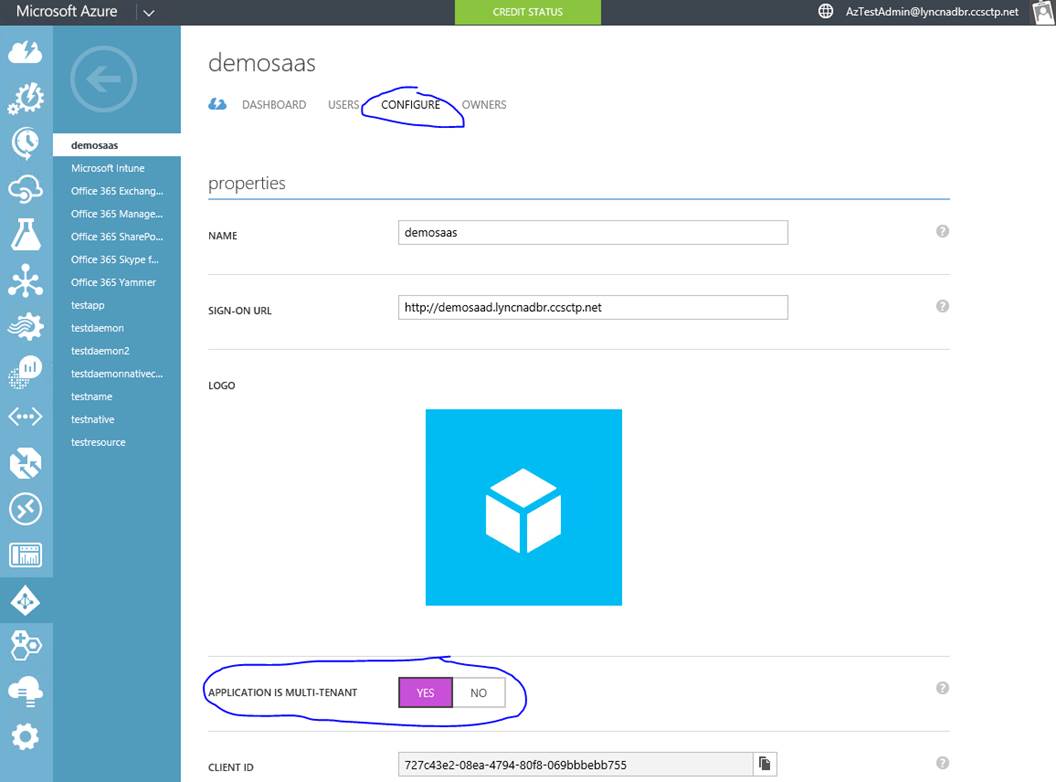 Microsoft Azure
CREDIT STATUS
AzTestAdmin@lyncnadbr.ccsctp.net
demosaas
DASHBOARD USERS CONFIGURE OWNERS
demosaas
Microsoft Intune
Office 365 Exchang...
Office 365 Manage...
Office 365 SharePo...
Office 365 Skype f...
Office 365 Yammer
testapp
testdaemon
testdaemon2
testdaemonnativec...
testname
testnative
testresource
properties
NAME demosaas ?
SIGN-ON URL http://demosaad.lyncnadbr.ccsctp.net ?
LOGO
APPLICATION IS MULTI-TENANT YES NO ?
CLIENT ID 727c43e2-08ea-4794-80f8-069bbbebb755 ?